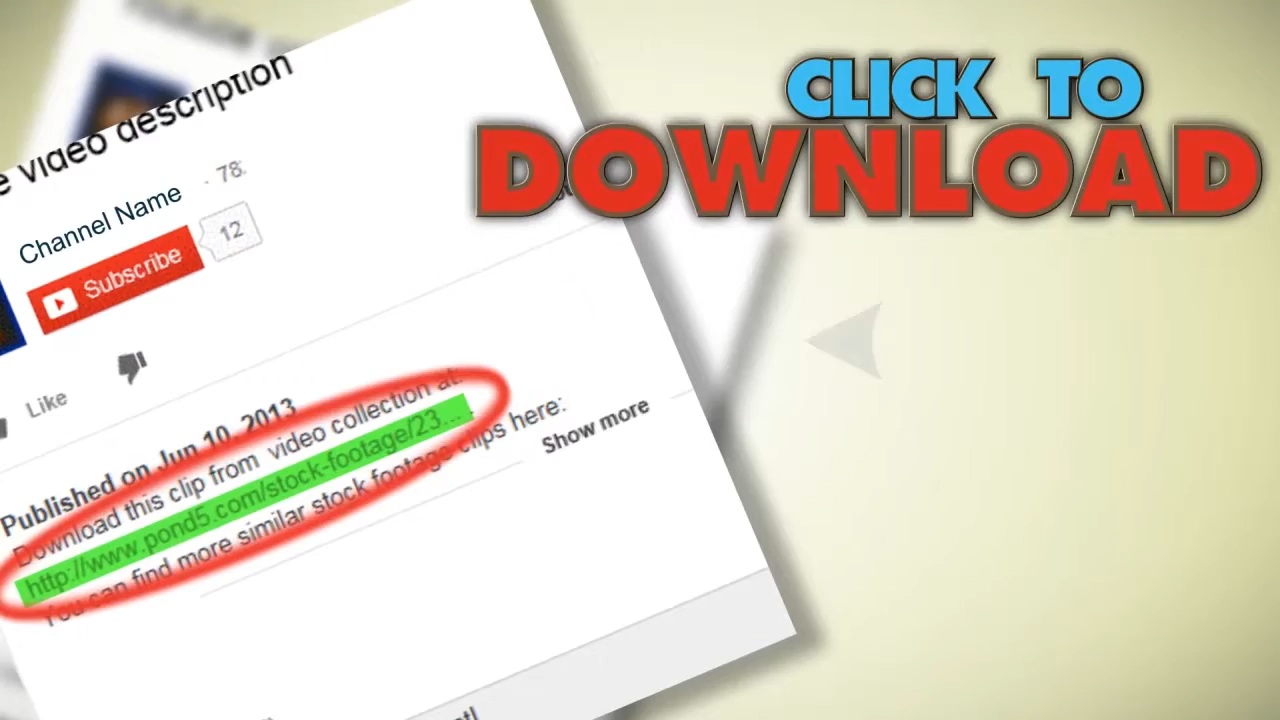 CLICK TO
DOWNLOAD
e video description
Channel Name
78
Subscribe
12
Like
Published on Jun 10, 2013
Download this clip from video collection at:
http://www.pond5.com/stock-footage/23...
You can find more similar stock footage clips here:
Show more